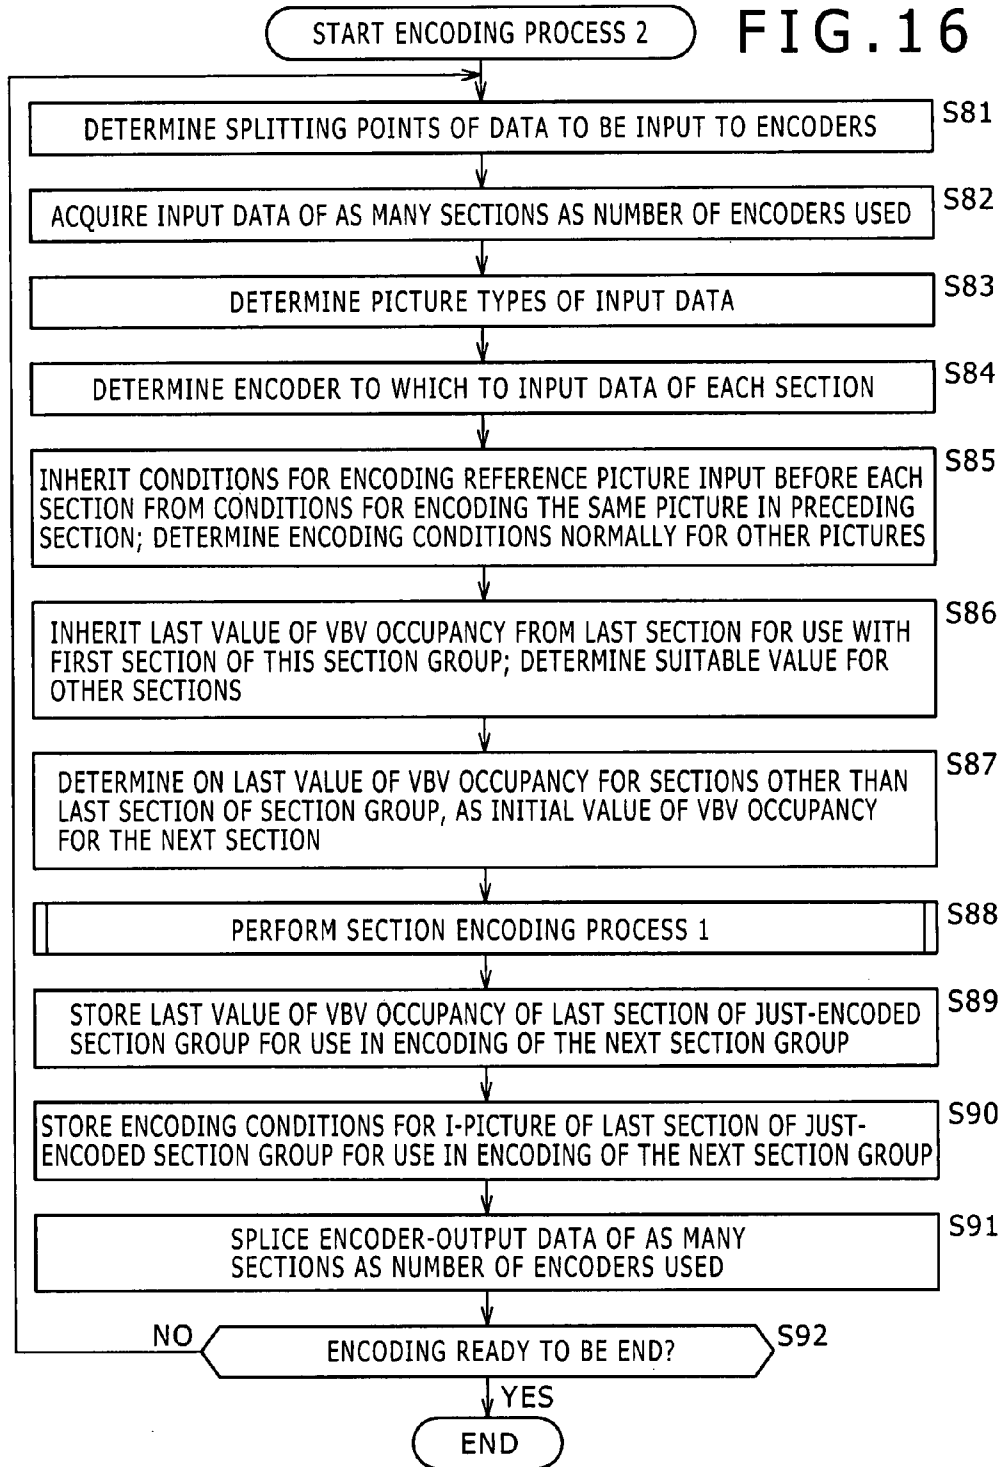 START ENCODING PROCESS 2
FIG.16
DETERMINE SPLITTING POINTS OF DATA TO BE INPUT TO ENCODERS
S81
ACQUIRE INPUT DATA OF AS MANY SECTIONS AS NUMBER OF ENCODERS USED
S82
DETERMINE PICTURE TYPES OF INPUT DATA
S83
DETERMINE ENCODER TO WHICH TO INPUT DATA OF EACH SECTION
S84
INHERIT CONDITIONS FOR ENCODING REFERENCE PICTURE INPUT BEFORE EACH
SECTION FROM CONDITIONS FOR ENCODING THE SAME PICTURE IN PRECEDING
SECTION; DETERMINE ENCODING CONDITIONS NORMALLY FOR OTHER PICTURES
S85
INHERIT LAST VALUE OF VBV OCCUPANCY FROM LAST SECTION FOR USE WITH
FIRST SECTION OF THIS SECTION GROUP; DETERMINE SUITABLE VALUE FOR
OTHER SECTIONS
S86
DETERMINE ON LAST VALUE OF VBV OCCUPANCY FOR SECTIONS OTHER THAN
LAST SECTION OF SECTION GROUP, AS INITIAL VALUE OF VBV OCCUPANCY
FOR THE NEXT SECTION
S87
PERFORM SECTION ENCODING PROCESS 1
S88
STORE LAST VALUE OF VBV OCCUPANCY OF LAST SECTION OF JUST-ENCODED
SECTION GROUP FOR USE IN ENCODING OF THE NEXT SECTION GROUP
S89
STORE ENCODING CONDITIONS FOR I-PICTURE OF LAST SECTION OF JUST-
ENCODED SECTION GROUP FOR USE IN ENCODING OF THE NEXT SECTION GROUP
S90
SPLICE ENCODER-OUTPUT DATA OF AS MANY
SECTIONS AS NUMBER OF ENCODERS USED
S91
NO
ENCODING READY TO BE END?
S92
YES
END